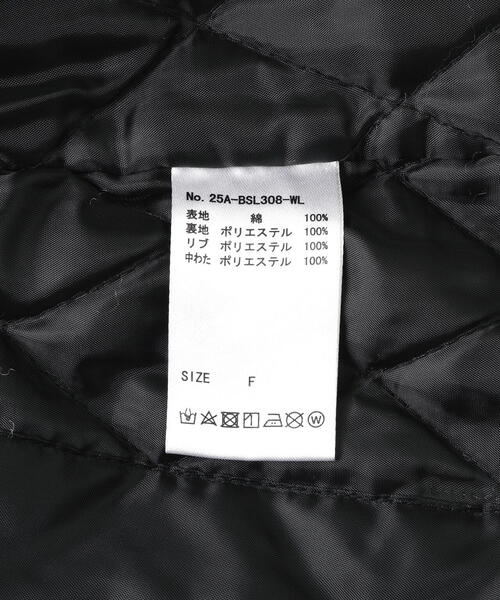 No. 25A-BSL308-WL
表地 綿 100%
裏地 ポリエステル 100%
リブ ポリエステル 100%
中わた ポリエステル 100%
SIZE F
W